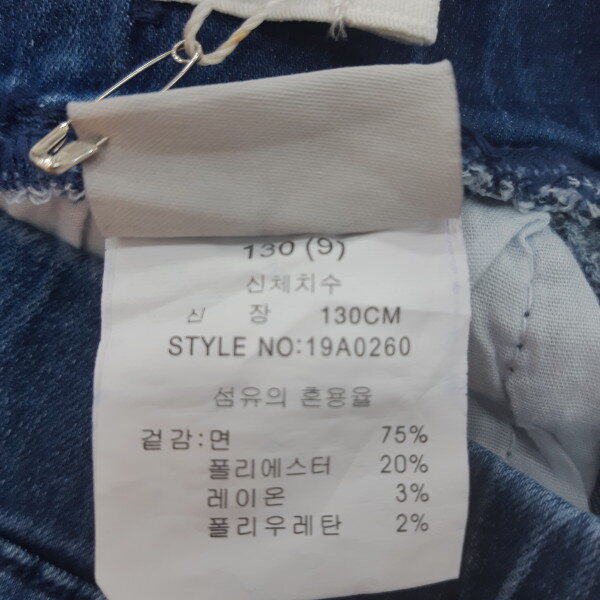 130 (9)
신체치수
신 장 130CM
STYLE NO:19A0260
섬유의 혼용율
겉감:면 75%
폴리에스터 20%
레이온 3%
폴리우레탄 2%